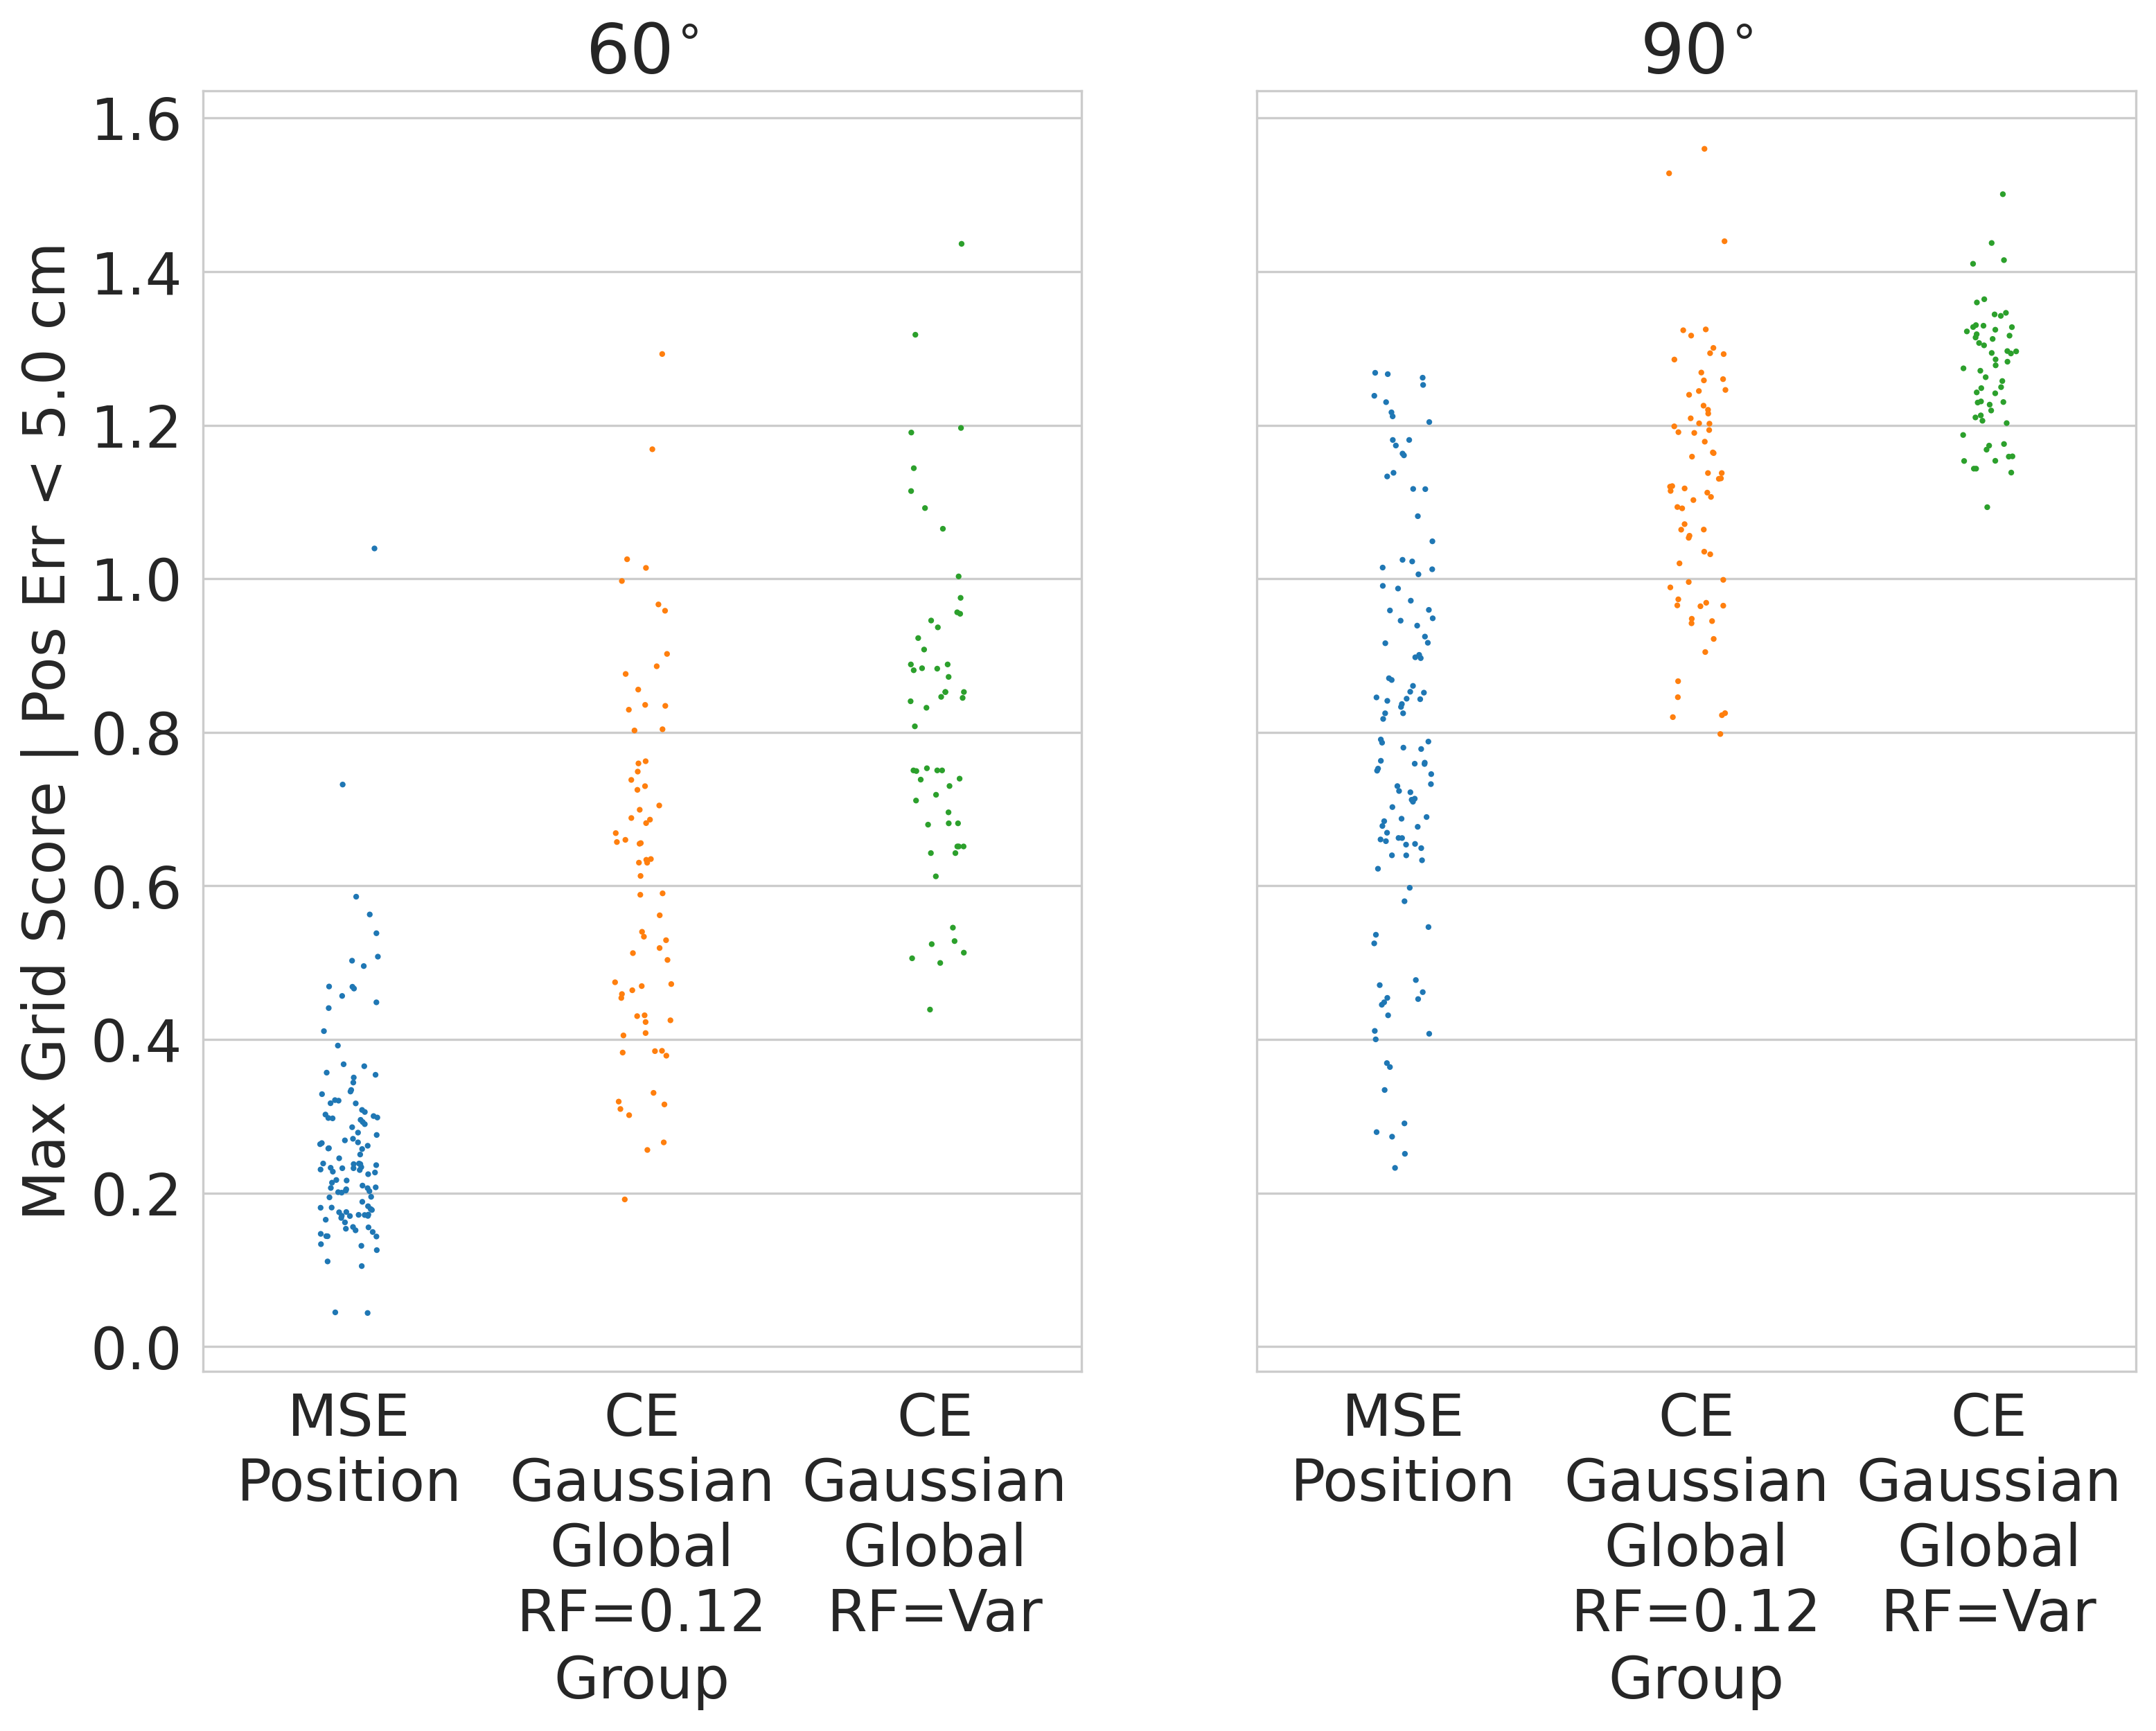 60°
90°
Max Grid Score | Pos Err < 5.0 cm
1.6
1.4
1.2
1.0
0.8
0.6
0.4
0.2
0.0
MSE
Position
CE
Gaussian
Global
RF=0.12
CE
Gaussian
Global
RF=Var
Group
MSE
Position
CE
Gaussian
Global
RF=0.12
CE
Gaussian
Global
RF=Var
Group